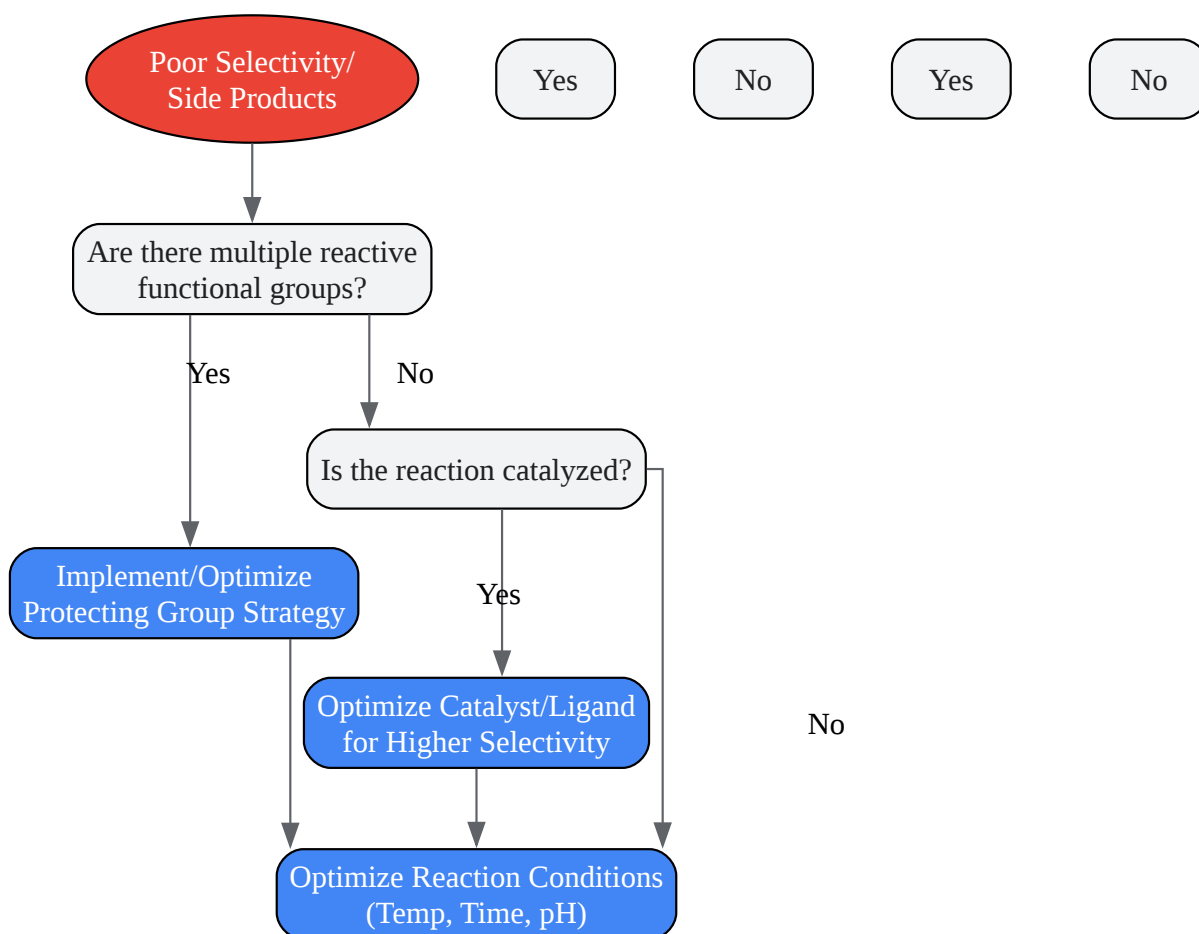 Poor Selectivity/
Side Products
Yes
No
Yes
No
Are there multiple reactive
functional groups?
Yes
No
Is the reaction catalyzed?
Implement/Optimize
Protecting Group Strategy
Yes
Optimize Catalyst/Ligand
for Higher Selectivity
No
Optimize Reaction Conditions
(Temp, Time, pH)